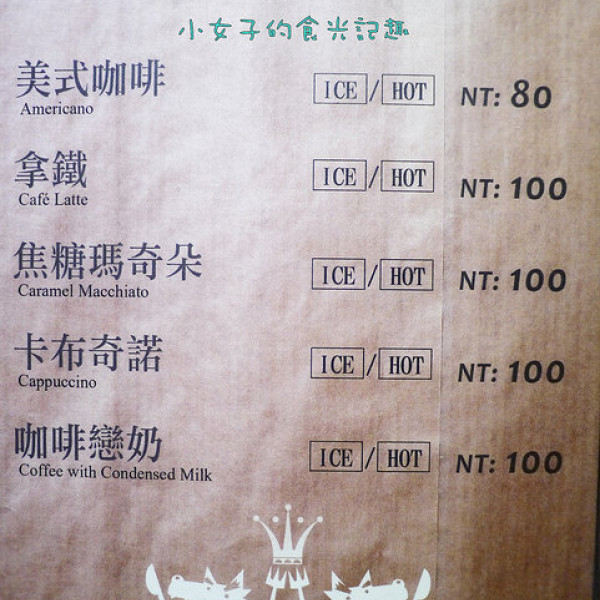 小女子的食光記趣
美式咖啡 ICE / HOT NT: 80
Americano
拿鐵 ICE / HOT NT: 100
Café Latte
焦糖瑪奇朵 ICE / HOT NT: 100
Caramel Macchiato
卡布奇諾 ICE / HOT NT: 100
Cappuccino
咖啡戀奶 ICE / HOT NT: 100
Coffee with Condensed Milk